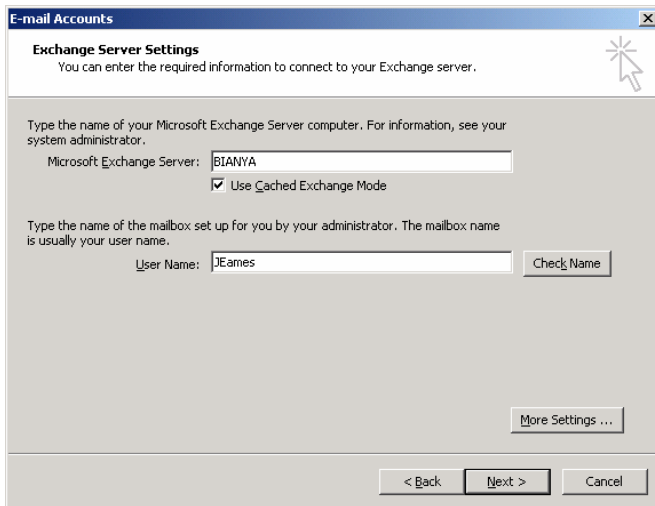 E-mail Accounts
Exchange Server Settings
You can enter the required information to connect to your Exchange server.
Type the name of your Microsoft Exchange Server computer. For information, see your
system administrator.
Microsoft Exchange Server: BIANYA
Use Cached Exchange Mode
Type the name of the mailbox set up for you by your administrator. The mailbox name
is usually your user name.
User Name: JEames Check Name
More Settings ...
< Back Next > Cancel